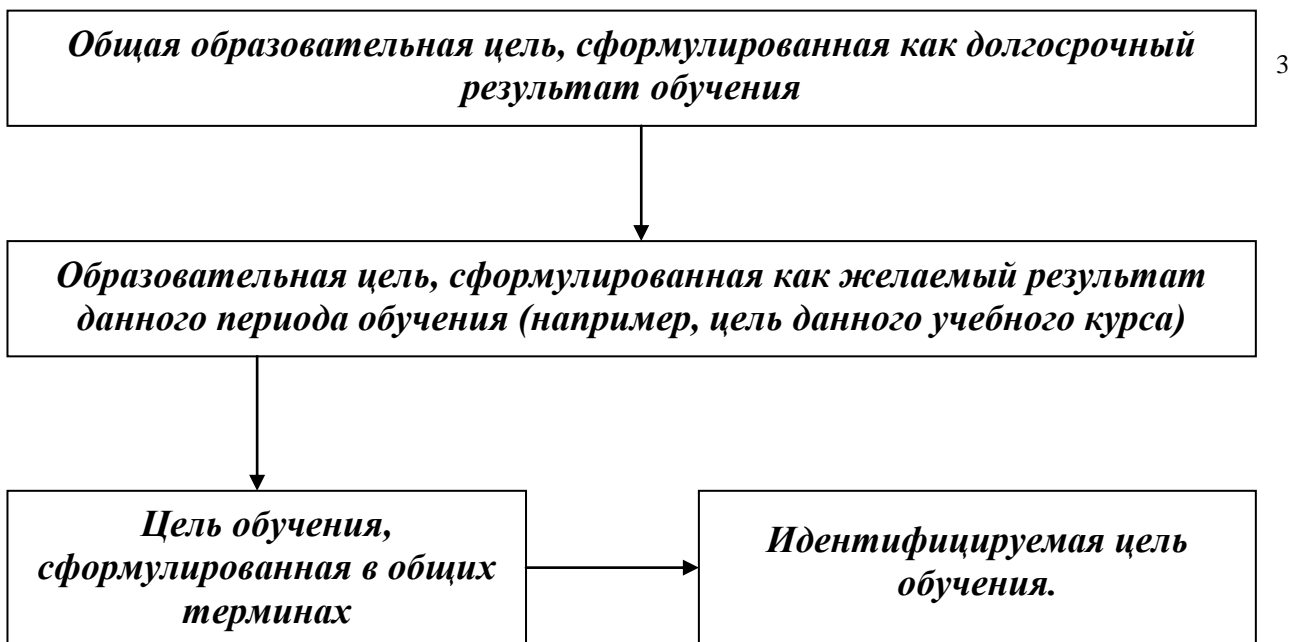 Общая образовательная цель, сформулированная как долгосрочный
результат обучения
3
Образовательная цель, сформулированная как желаемый результат
данного периода обучения (например, цель данного учебного курса)
Цель обучения,
сформулированная в общих
терминах
Идентифицируемая цель
обучения.